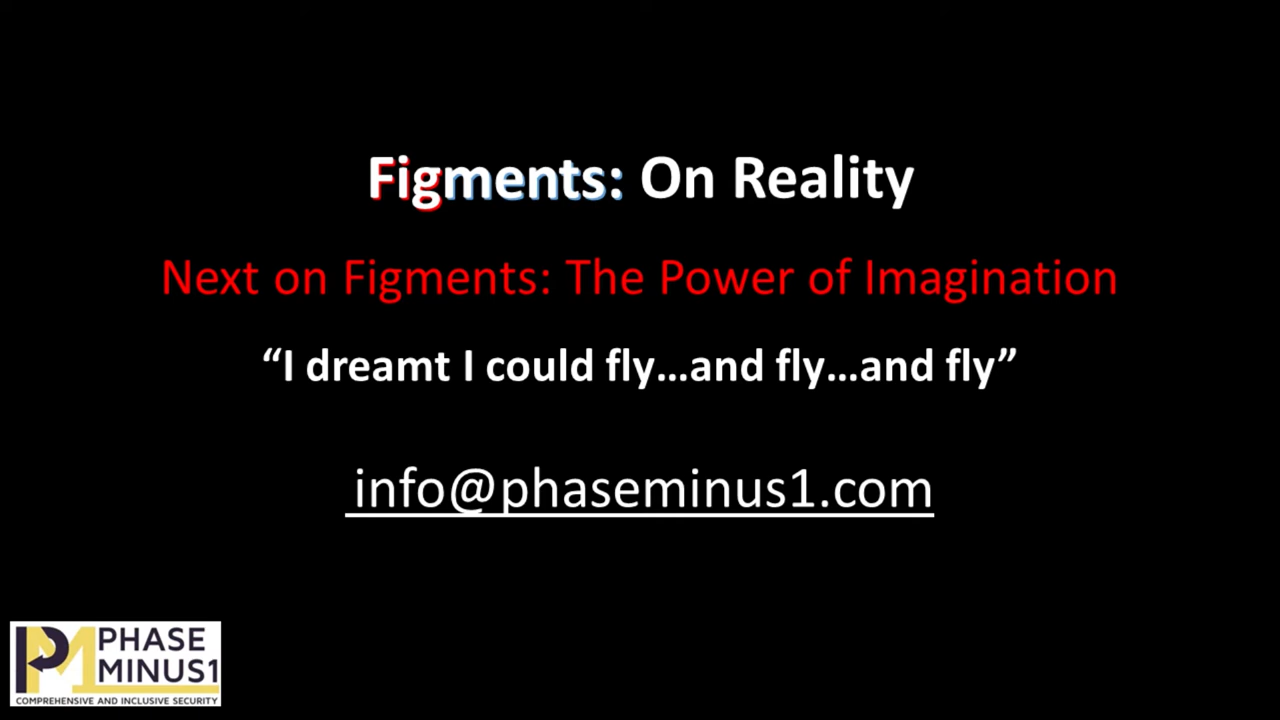 Figments: On Reality
Next on Figments: The Power of Imagination
“I dreamt I could fly...and fly...and fly”
info@phaseminus1.com
PM1 PHASE
MINUS1
COMPREHENSIVE AND INCLUSIVE SECURITY